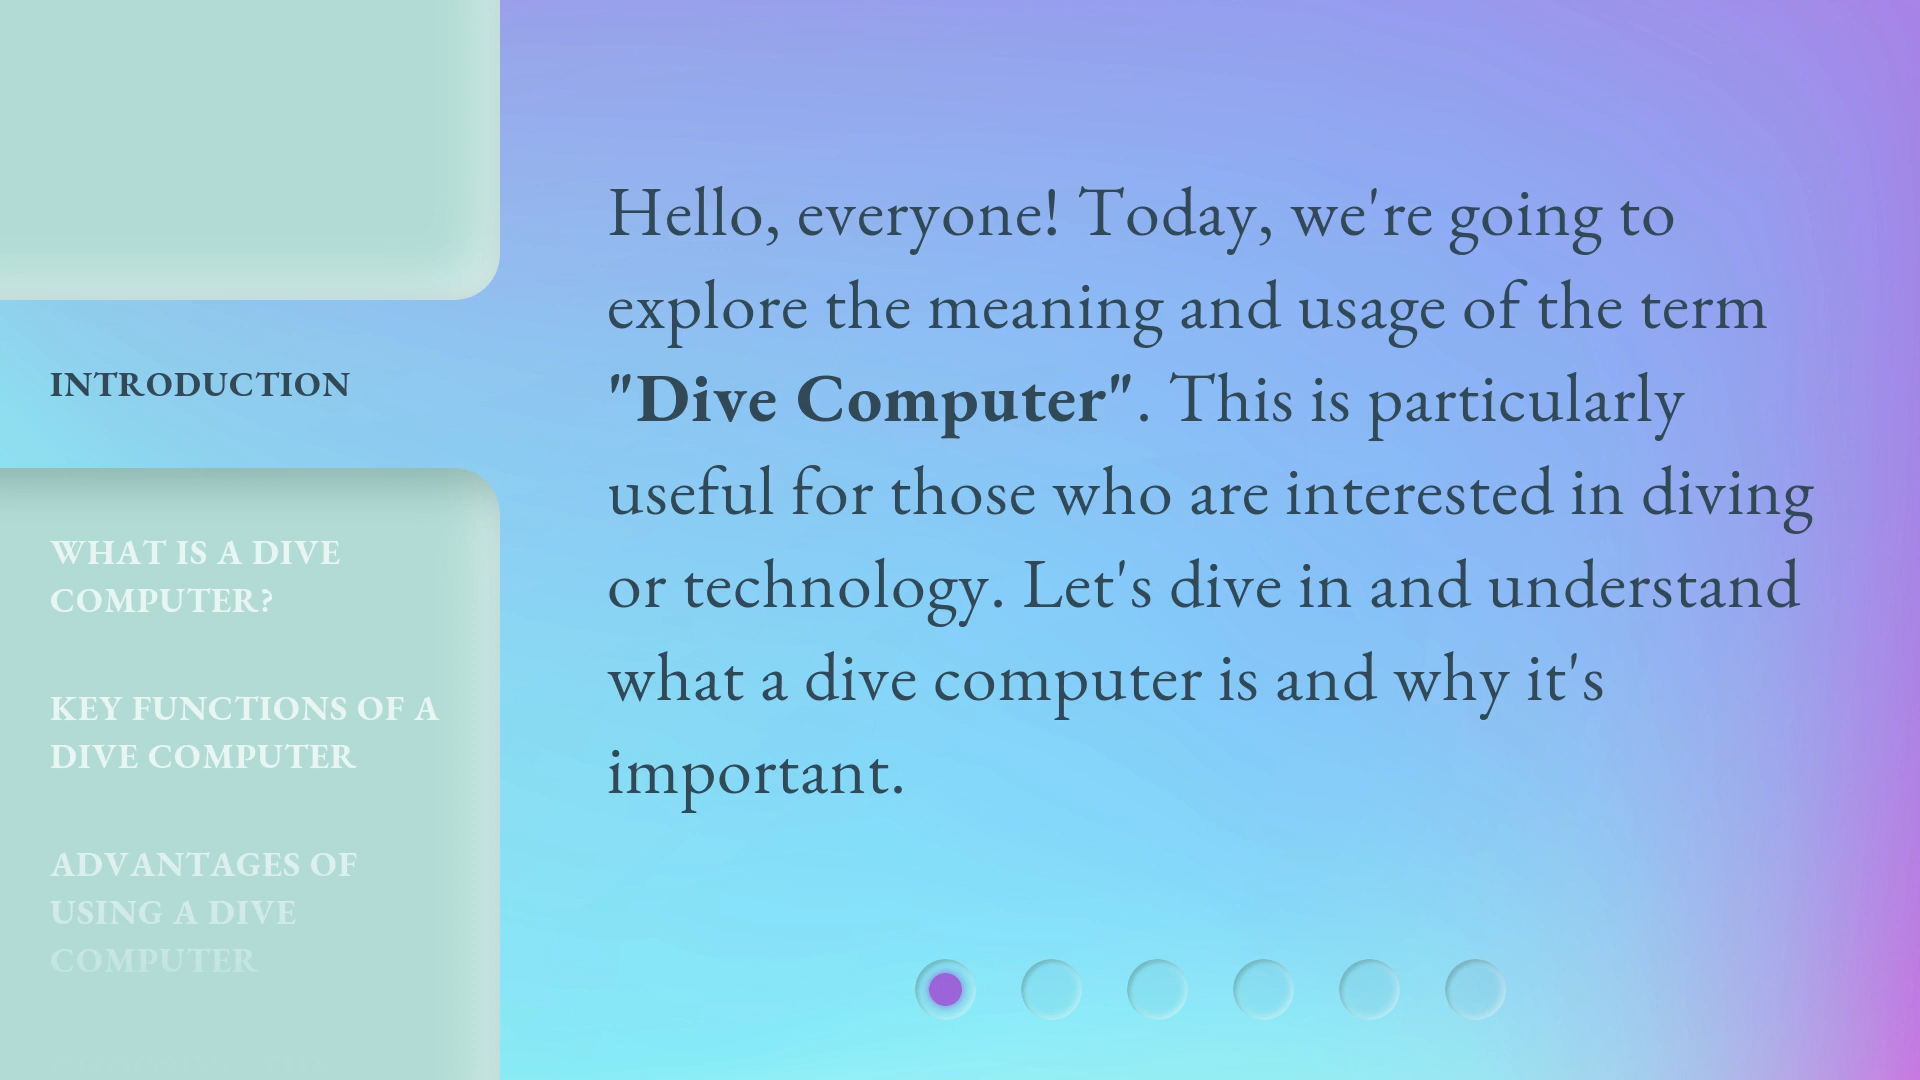 INTRODUCTION
WHAT IS A DIVE
COMPUTER?
KEY FUNCTIONS OF A
DIVE COMPUTER
ADVANTAGES OF
USING A DIVE
COMPUTER
Hello, everyone! Today, we're going to
explore the meaning and usage of the term
"Dive Computer". This is particularly
useful for those who are interested in diving
or technology. Let's dive in and understand
what a dive computer is and why it's
important.